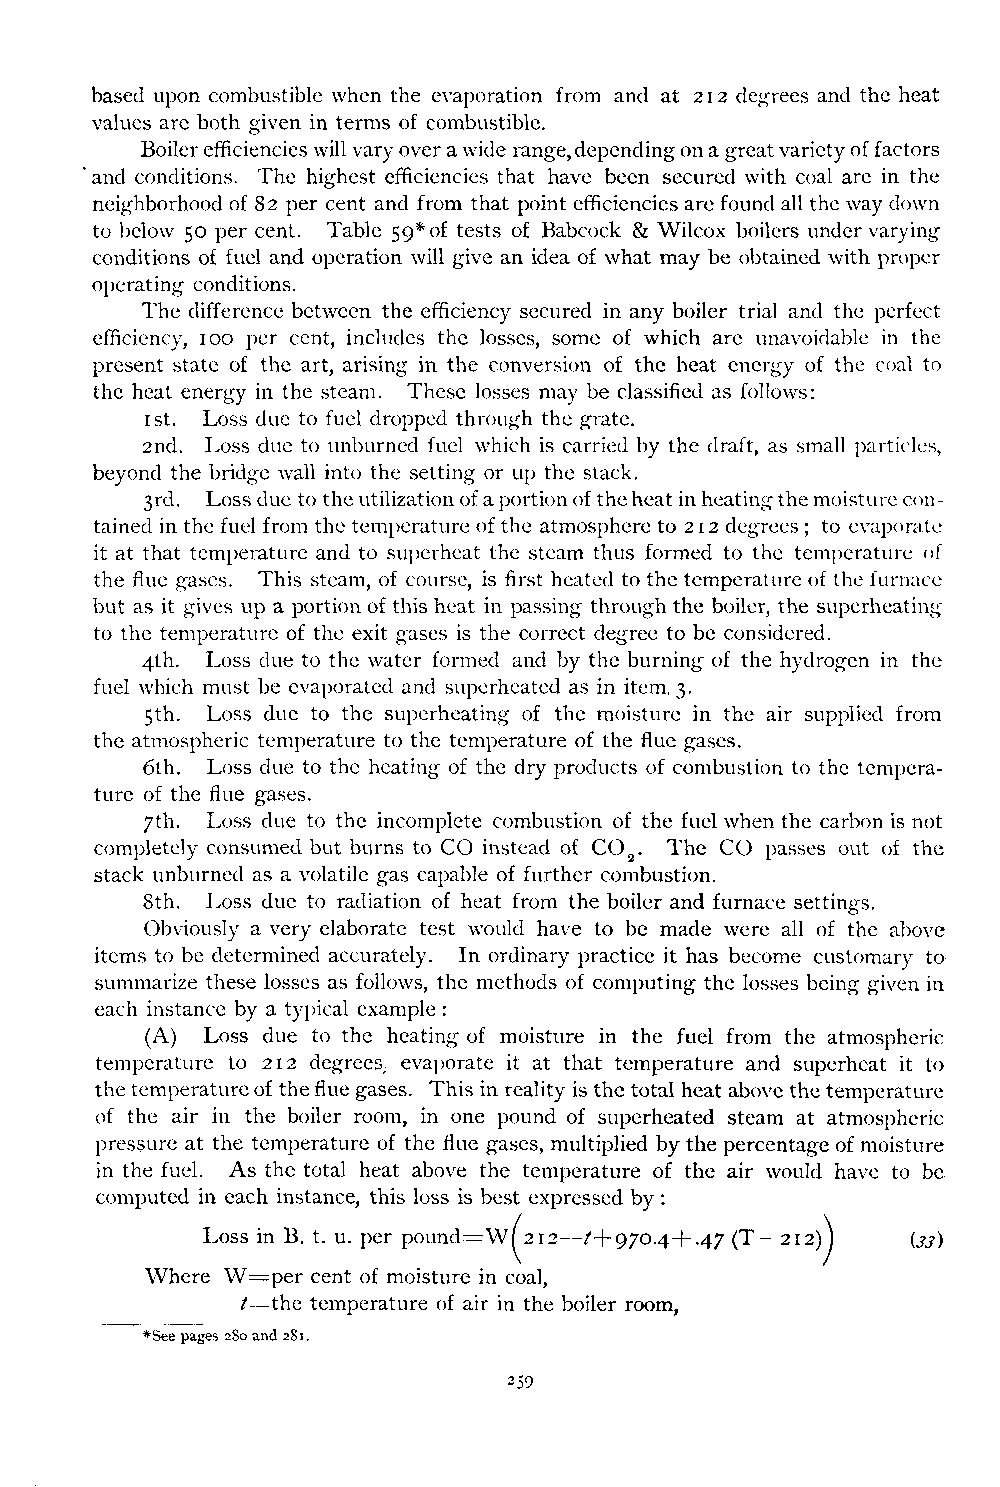 based upon combustible when the evaporation from and at 212 degrees and the heat
values are both given in terms of combustible.
Boiler efficiencies will vary over a wide range, depending on a great variety of factors
and conditions. The highest efficiencies that have been secured with coal are in the
neighborhood of 82 per cent and from that point efficiencies are found all the way down
to below 50 per cent. Table 59* of tests of Babcock & Wilcox boilers under varying
conditions of fuel and operation will give an idea of what may be obtained with proper
operating conditions.
The difference between the efficiency secured in any boiler trial and the perfect
efficiency, 100 per cent, includes the losses, some of which are unavoidable in the
present state of the art, arising in the conversion of the heat energy of the coal to
the heat energy in the steam. These losses may be classified as follows:
1st. Loss due to fuel dropped through the grate.
2nd. Loss due to unburned fuel which is carried by the draft, as small particles,
beyond the bridge wall into the setting or up the stack.
3rd. Loss due to the utilization of a portion of the heat in heating the moisture con-
tained in the fuel from the temperature of the atmosphere to 212 degrees; to evaporate
it at that temperature and to superheat the steam thus formed to the temperature of
the flue gases. This steam, of course, is first heated to the temperature of the furnace
but as it gives up a portion of this heat in passing through the boiler, the superheating
to the temperature of the exit gases is the correct degree to be considered.
4th. Loss due to the water formed and by the burning of the hydrogen in the
fuel which must be evaporated and superheated as in item 3.
5th. Loss due to the superheating of the moisture in the air supplied from
the atmospheric temperature to the temperature of the flue gases.
6th. Loss due to the heating of the dry products of combustion to the tempera-
ture of the flue gases.
7th. Loss due to the incomplete combustion of the fuel when the carbon is not
completely consumed but burns to CO instead of CO₂. The CO passes out of the
stack unburned as a volatile gas capable of further combustion.
8th. Loss due to radiation of heat from the boiler and furnace settings.
Obviously a very elaborate test would have to be made were all of the above
items to be determined accurately. In ordinary practice it has become customary to
summarize these losses as follows, the methods of computing the losses being given in
each instance by a typical example:
(A) Loss due to the heating of moisture in the fuel from the atmospheric
temperature to 212 degrees, evaporate it at that temperature and superheat it to
the temperature of the flue gases. This in reality is the total heat above the temperature
of the air in the boiler room, in one pound of superheated steam at atmospheric
pressure at the temperature of the flue gases, multiplied by the percentage of moisture
in the fuel. As the total heat above the temperature of the air would have to be
computed in each instance, this loss is best expressed by:
Loss in B. t. u. per pound=W(212--t+970.4+.47 (T - 212)) (33)
Where W=per cent of moisture in coal,
t—the temperature of air in the boiler room,
*See pages 280 and 281.
259